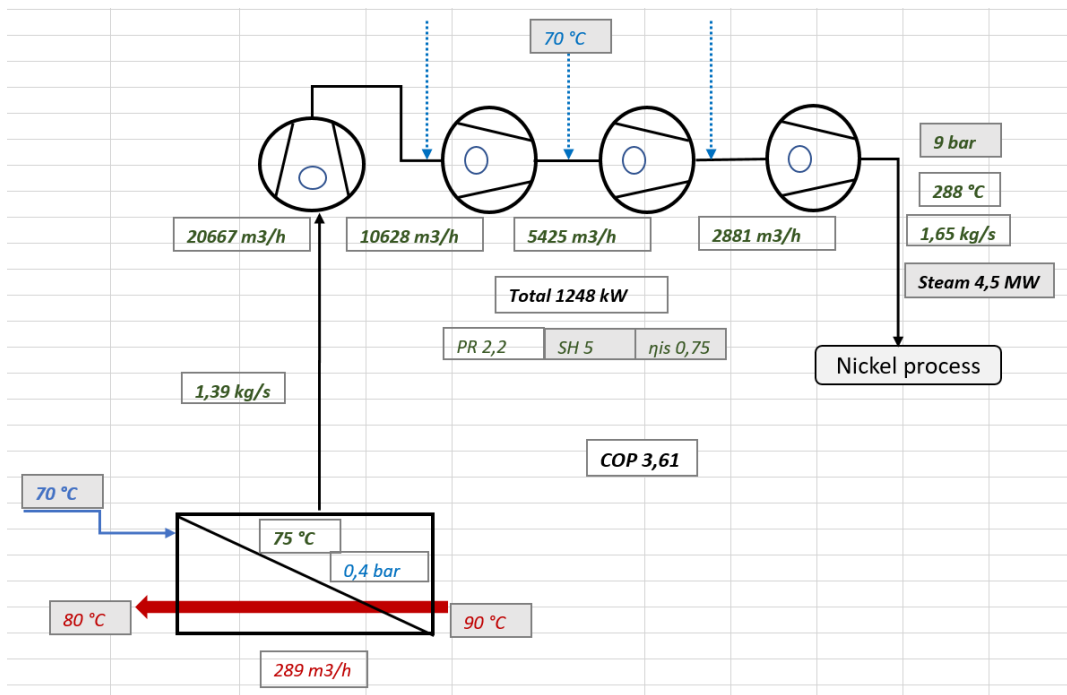 70 °C
9 bar
288 °C
20667 m3/h
10628 m3/h
5425 m3/h
2881 m3/h
1,65 kg/s
Steam 4,5 MW
Total 1248 kW
PR 2,2
SH 5
ηis 0,75
Nickel process
1,39 kg/s
COP 3,61
70 °C
75 °C
0,4 bar
80 °C
90 °C
289 m3/h